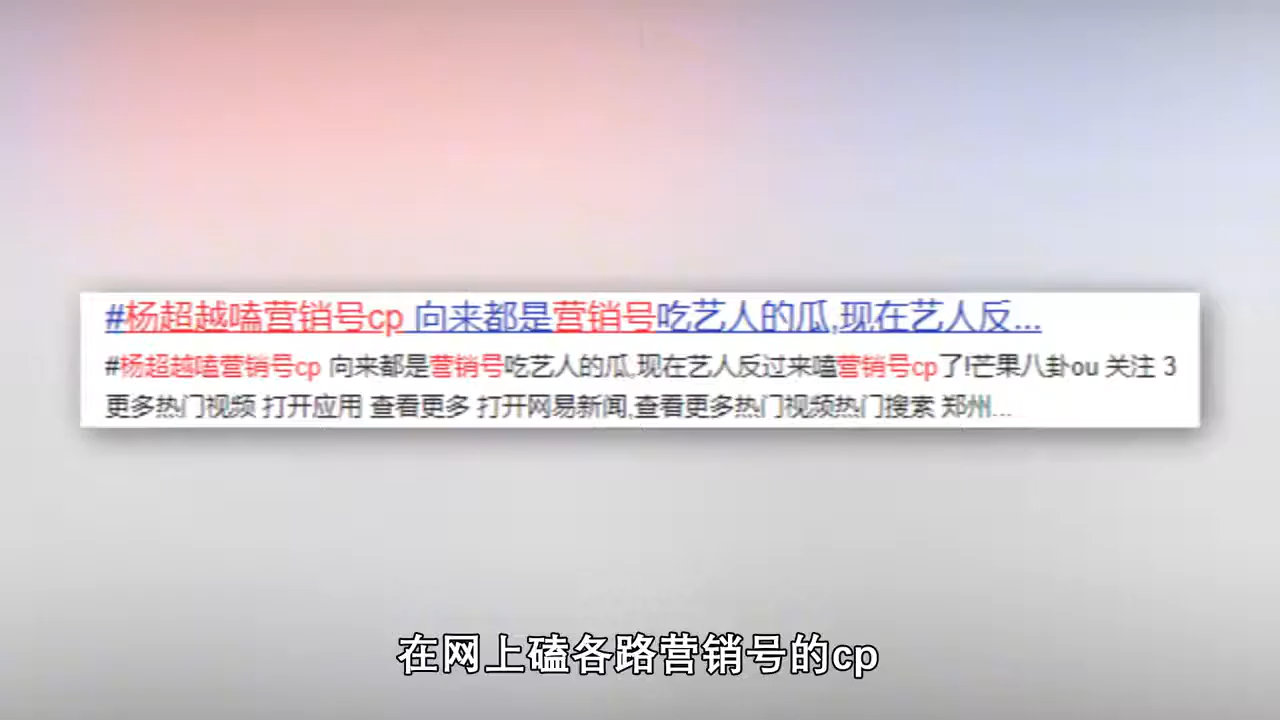 #杨超越嗑营销号cp 向来都是营销号吃艺人的瓜,现在艺人反...
#杨超越嗑营销号cp 向来都是营销号吃艺人的瓜,现在艺人反过来嗑营销号cp了!芒果八卦ou 关注 3
更多热门视频 打开应用 查看更多 打开网易新闻,查看更多热门视频热门搜索 郑州...
在网上磕各路营销号的cp